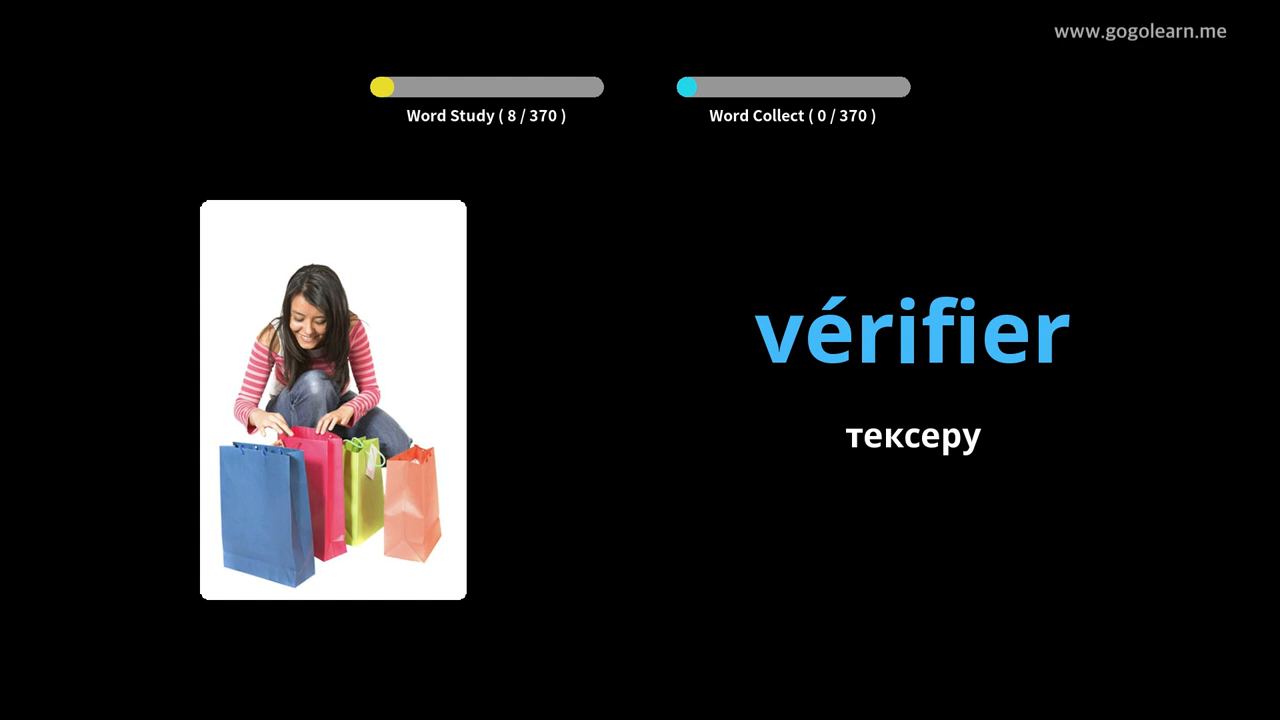 www.gogolearn.me
Word Study ( 8 / 370 )
Word Collect ( 0 / 370 )
vérifier
тексеру